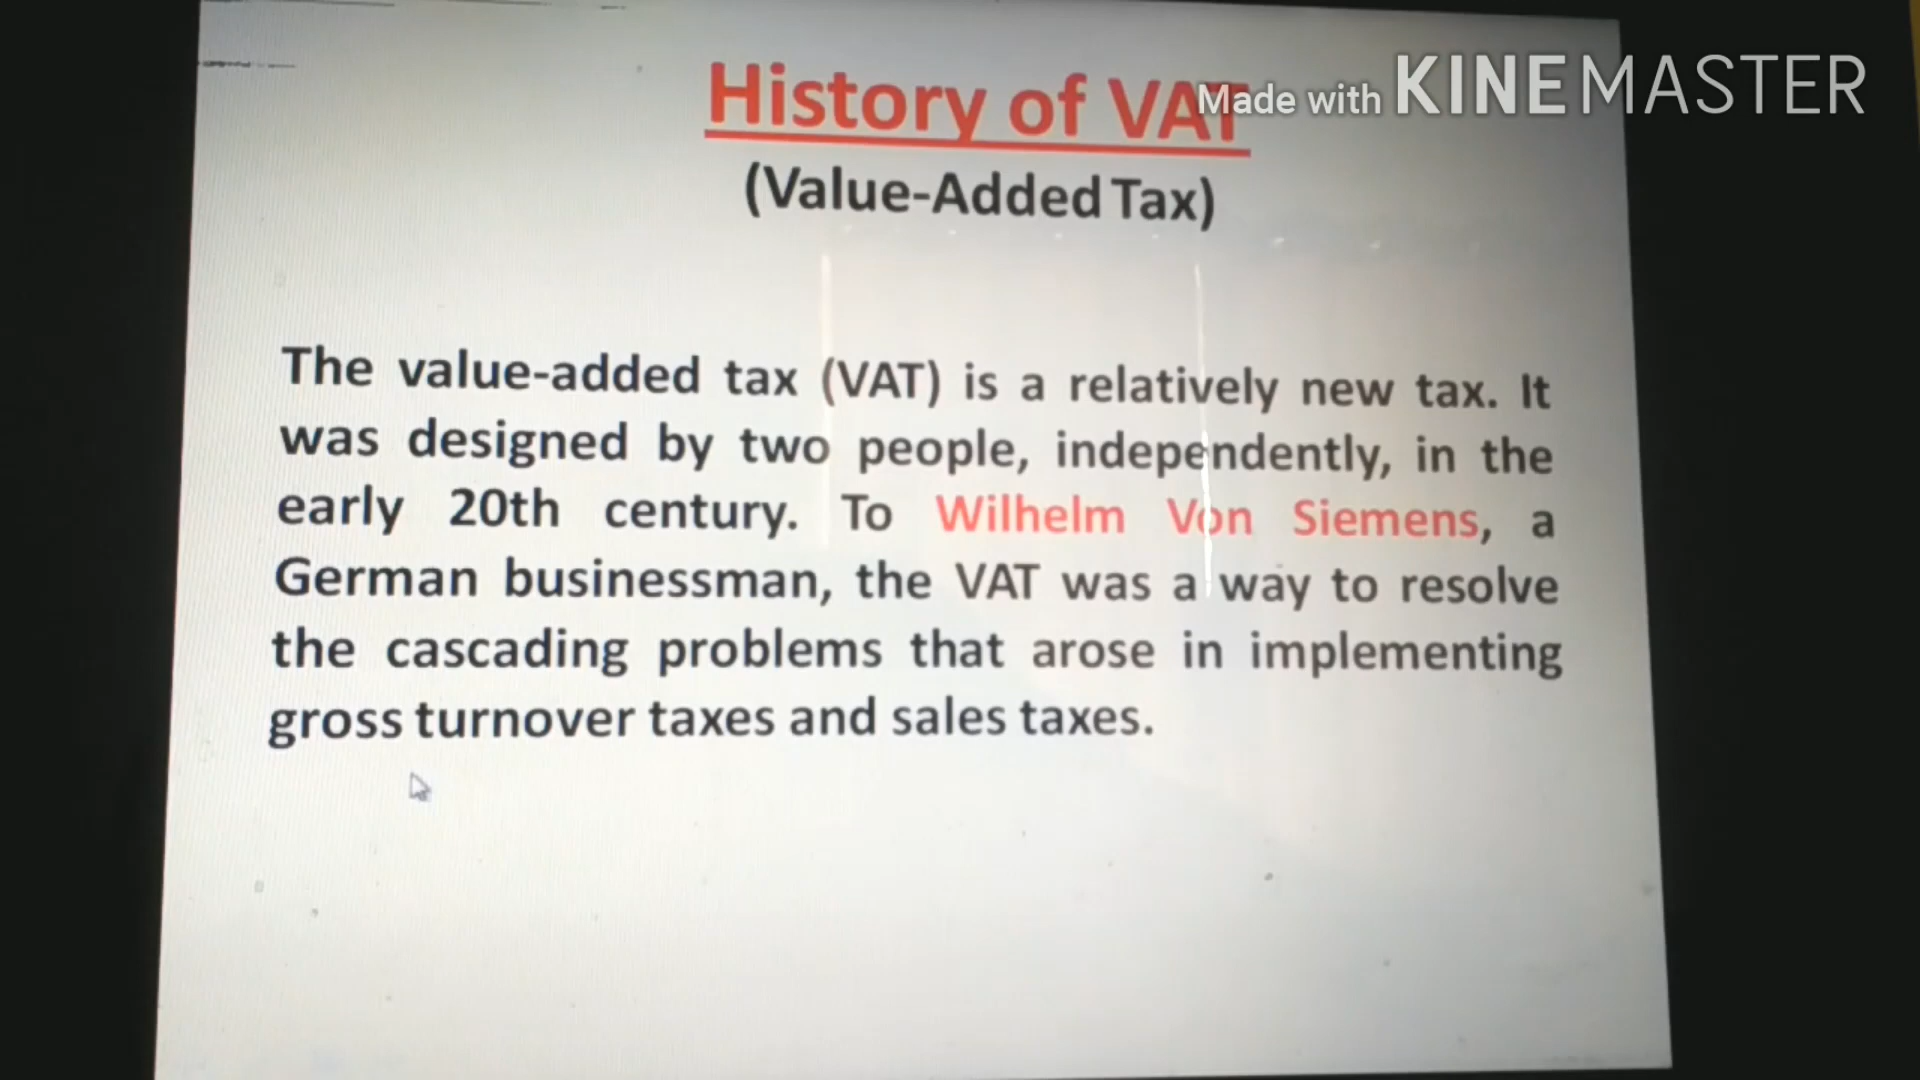 History of VAT
Made with KINEMASTER
(Value-Added Tax)
The value-added tax (VAT) is a relatively new tax. It
was designed by two people, independently, in the
early 20th century. To Wilhelm Von Siemens, a
German businessman, the VAT was a way to resolve
the cascading problems that arose in implementing
gross turnover taxes and sales taxes.